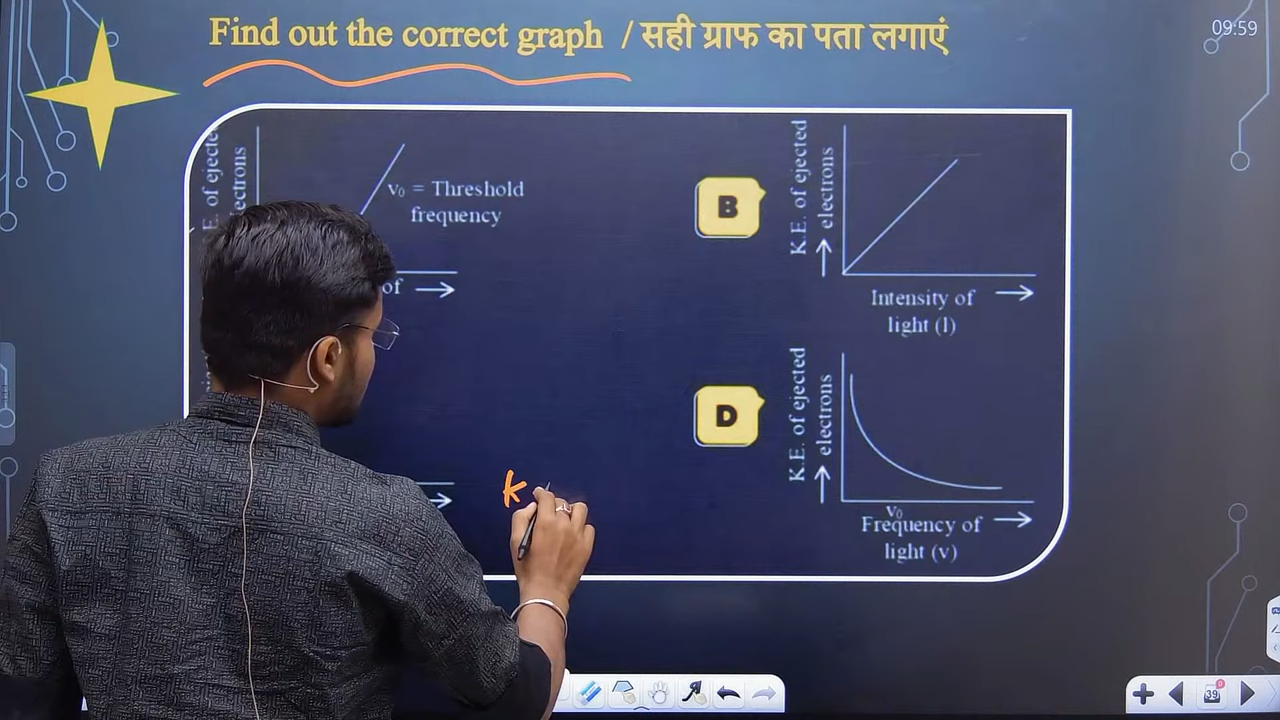 Find out the correct graph / सही ग्राफ का पता लगाएं
09:59
E. of ejecte
electrons
v₀ = Threshold
frequency
of
B
K.E. of ejected
electrons
Intensity of
light (l)
D
K.E. of ejected
electrons
v₀
Frequency of
light (v)
K
39